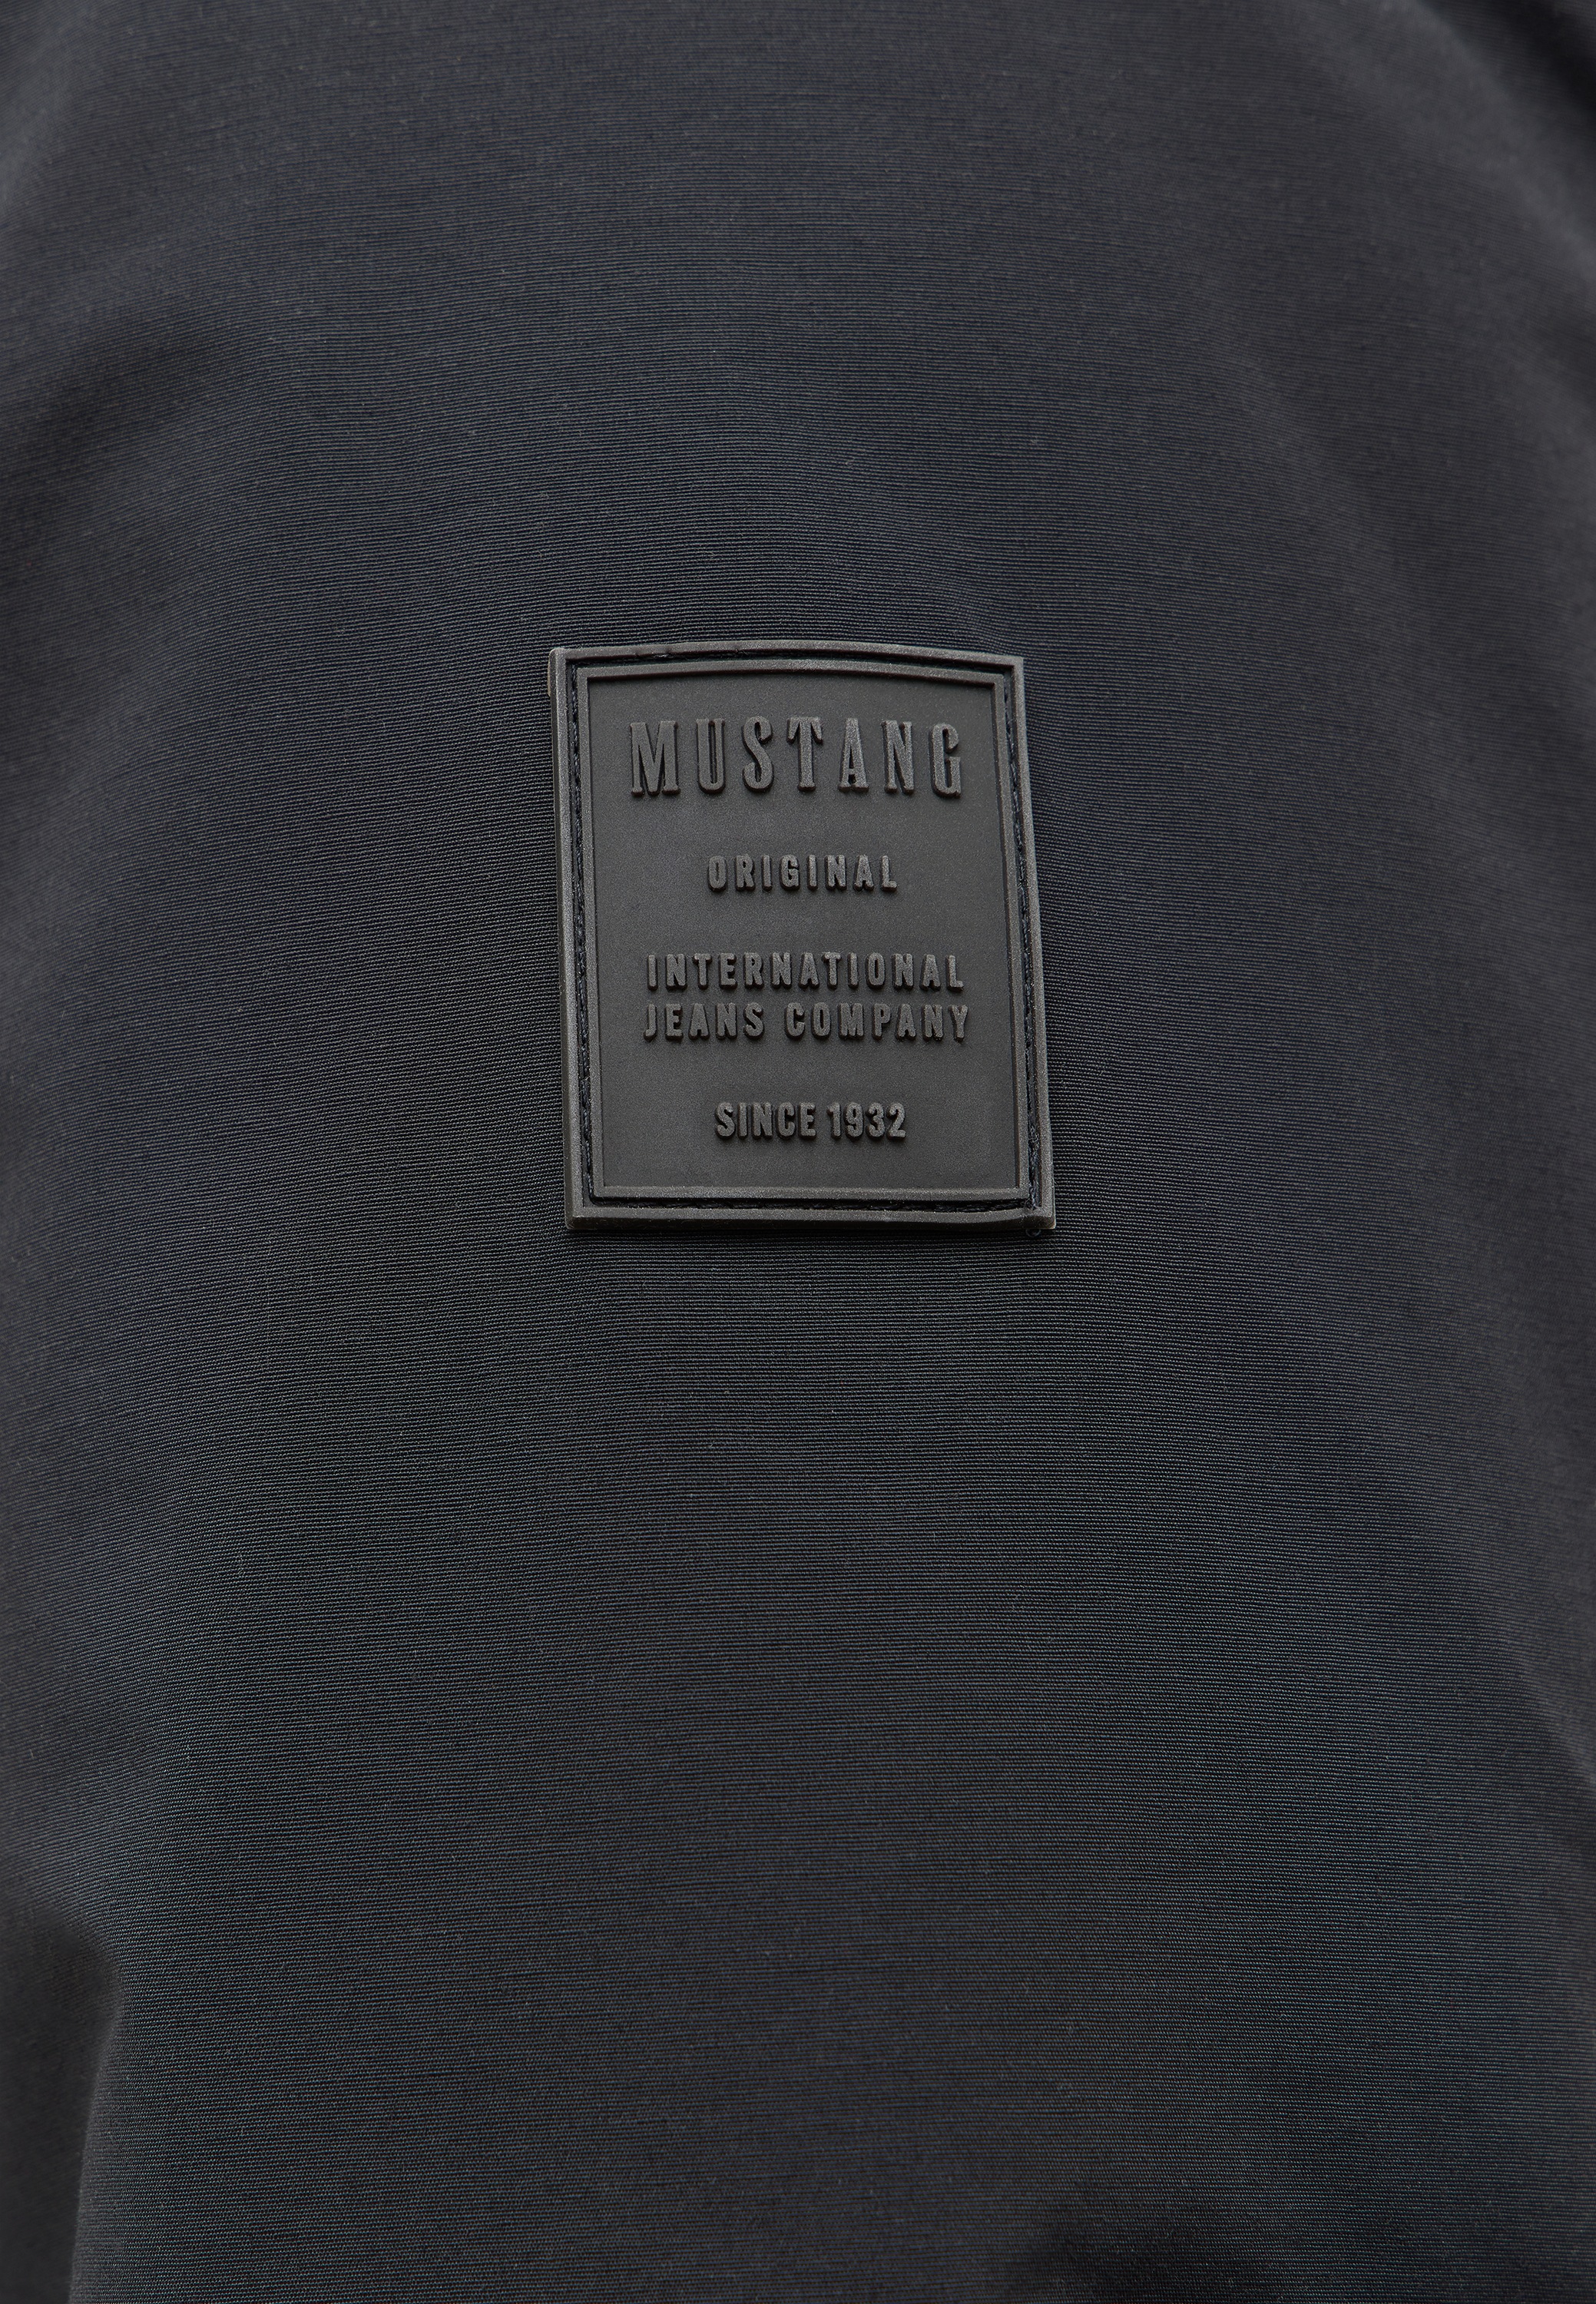 MUSTANG
ORIGINAL
INTERNATIONAL
JEANS COMPANY
SINCE 1932